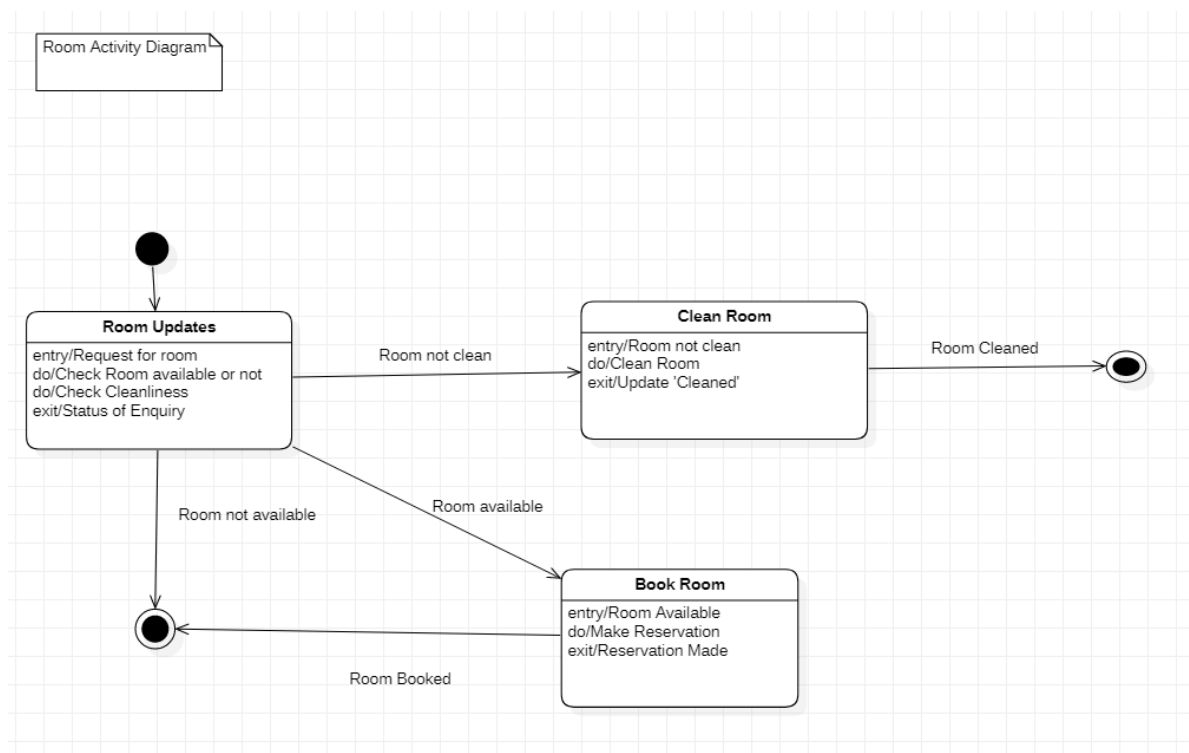 Room Activity Diagram
Room Updates
entry/Request for room
do/Check Room available or not
do/Check Cleanliness
exit/Status of Enquiry
Room not clean
Clean Room
entry/Room not clean
do/Clean Room
exit/Update 'Cleaned'
Room Cleaned
Room not available
Room available
Book Room
entry/Room Available
do/Make Reservation
exit/Reservation Made
Room Booked